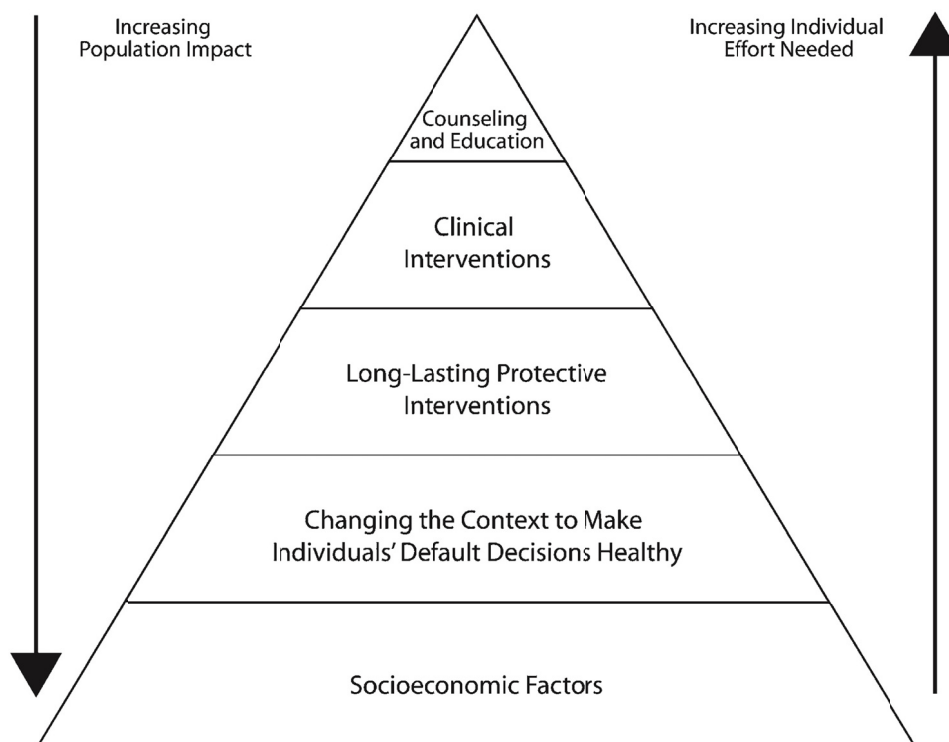 Increasing
Population Impact
Increasing Individual
Effort Needed
Counseling
and Education
Clinical
Interventions
Long-Lasting Protective
Interventions
Changing the Context to Make
Individuals' Default Decisions Healthy
Socioeconomic Factors